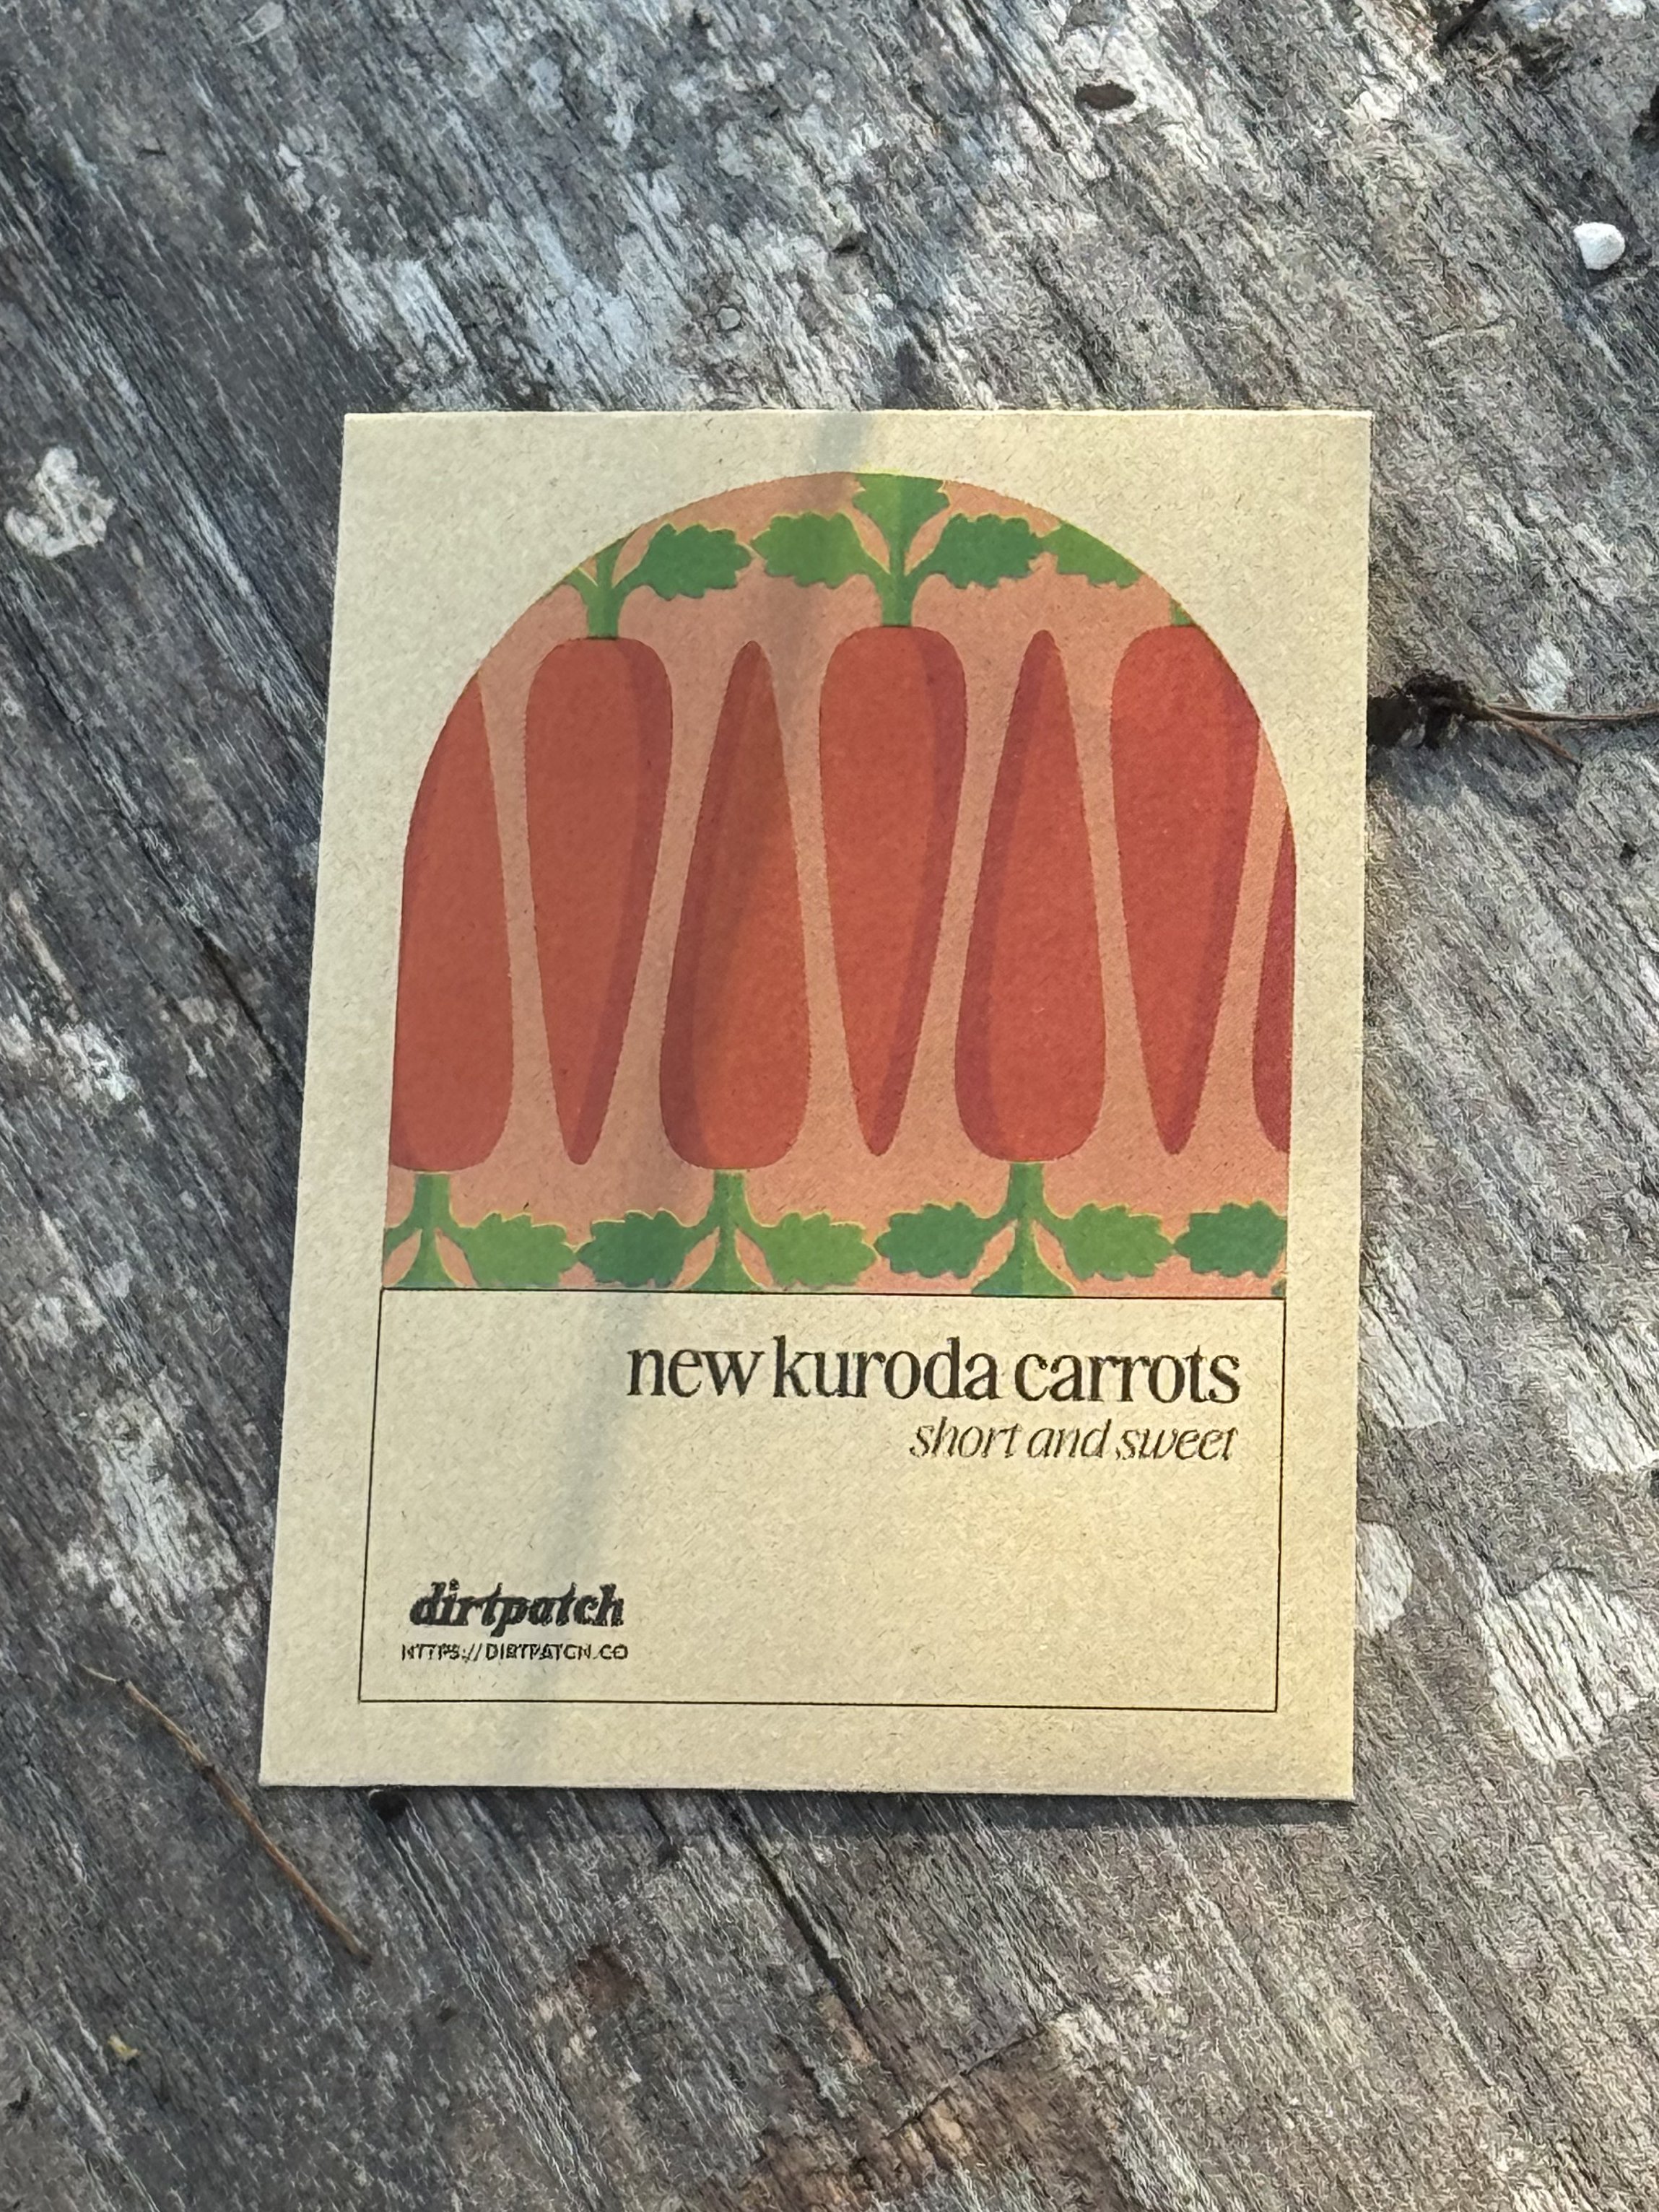 new kuroda carrots
short and sweet
dirtpatch
HTTPS://DIRTPATCH.CO